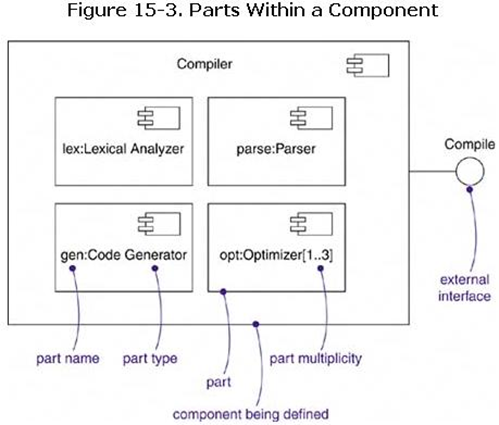 Figure 15-3. Parts Within a Component
Compiler
lex:Lexical Analyzer
parse:Parser
Compile
gen:Code Generator
opt:Optimizer[1..3]
external
interface
part name
part type
part
part multiplicity
component being defined